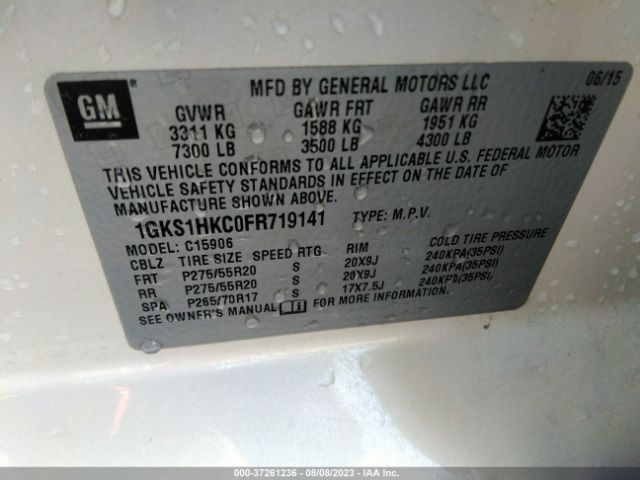 MFD BY GENERAL MOTORS LLC 06/15
GM
GVWR GAWR FRT GAWR RR
3311 KG 1588 KG 1951 KG
7300 LB 3500 LB 4300 LB
THIS VEHICLE CONFORMS TO ALL APPLICABLE U.S. FEDERAL MOTOR
VEHICLE SAFETY STANDARDS IN EFFECT ON THE DATE OF
MANUFACTURE SHOWN ABOVE.
1GKS1HKC0FR719141 TYPE: M.P.V.
MODEL: C15906
CBLZ TIRE SIZE SPEED RTG RIM COLD TIRE PRESSURE
FRT P275/55R20 S 20X9J 240KPA(35PSI)
RR P275/55R20 S 20X9J 240KPA(35PSI)
SPA P265/70R17 S 17X7.5J 240KPA(35PSI)
SEE OWNER'S MANUAL FOR MORE INFORMATION.
000-37261236 - 08/08/2023 - IAA Inc.